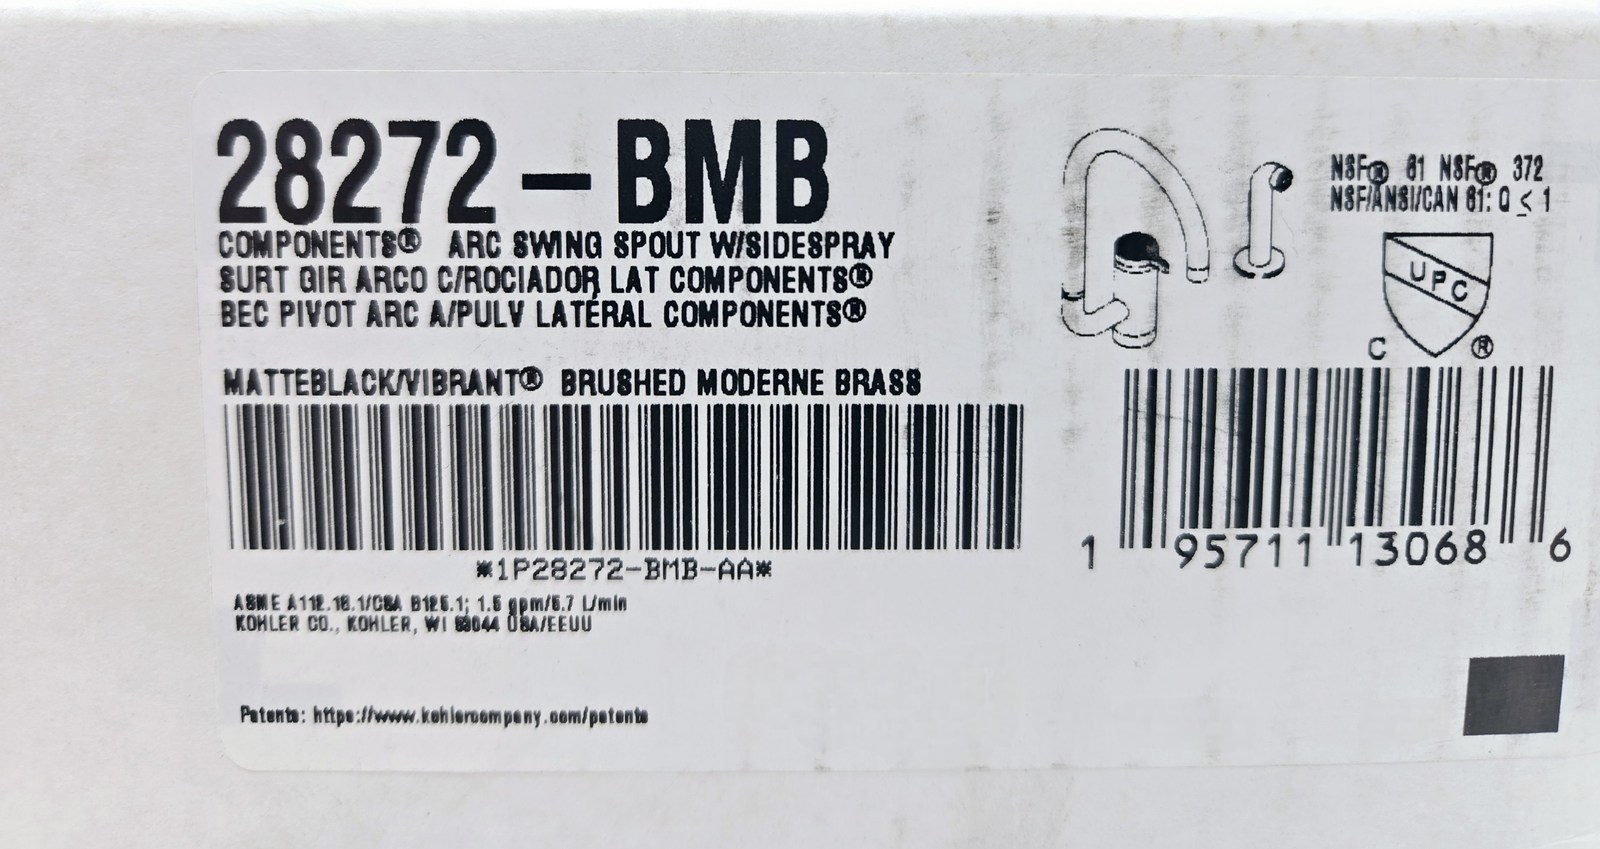 28272-BMB
COMPONENTS® ARC SWING SPOUT W/SIDESPRAY
SURT GIR ARCO C/ROCIADOR LAT COMPONENTS®
BEC PIVOT ARC A/PULV LATÉRAL COMPONENTS®
MATTEBLACK/VIBRANT® BRUSHED MODERNE BRASS
*1P28272-BMB-AA*
ASME A112.18.1/CSA B125.1; 1.5 gpm/5.7 L/min
KOHLER CO., KOHLER, WI 53044 USA/EEUU
Patents: https://www.kohlercompany.com/patents
NSF® 61 NSF® 372
NSF/ANSI/CAN 61: Q ≤ 1
UPC
C ®
1 95711 13068 6